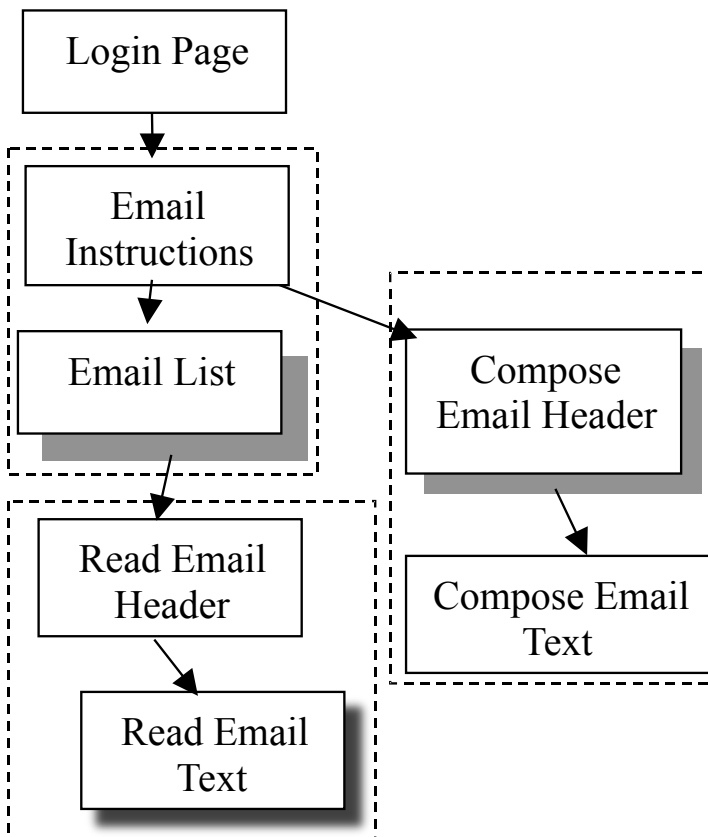 Login Page
Email
Instructions
Email List
Compose
Email Header
Read Email
Header
Compose Email
Text
Read Email
Text